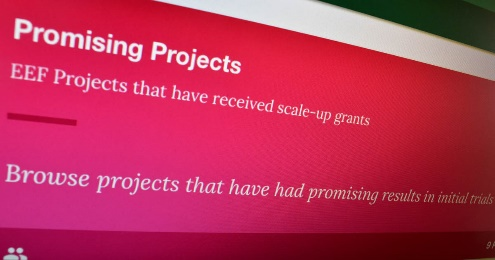 Promising Projects
EEF Projects that have received scale-up grants
Browse projects that have had promising results in initial trials